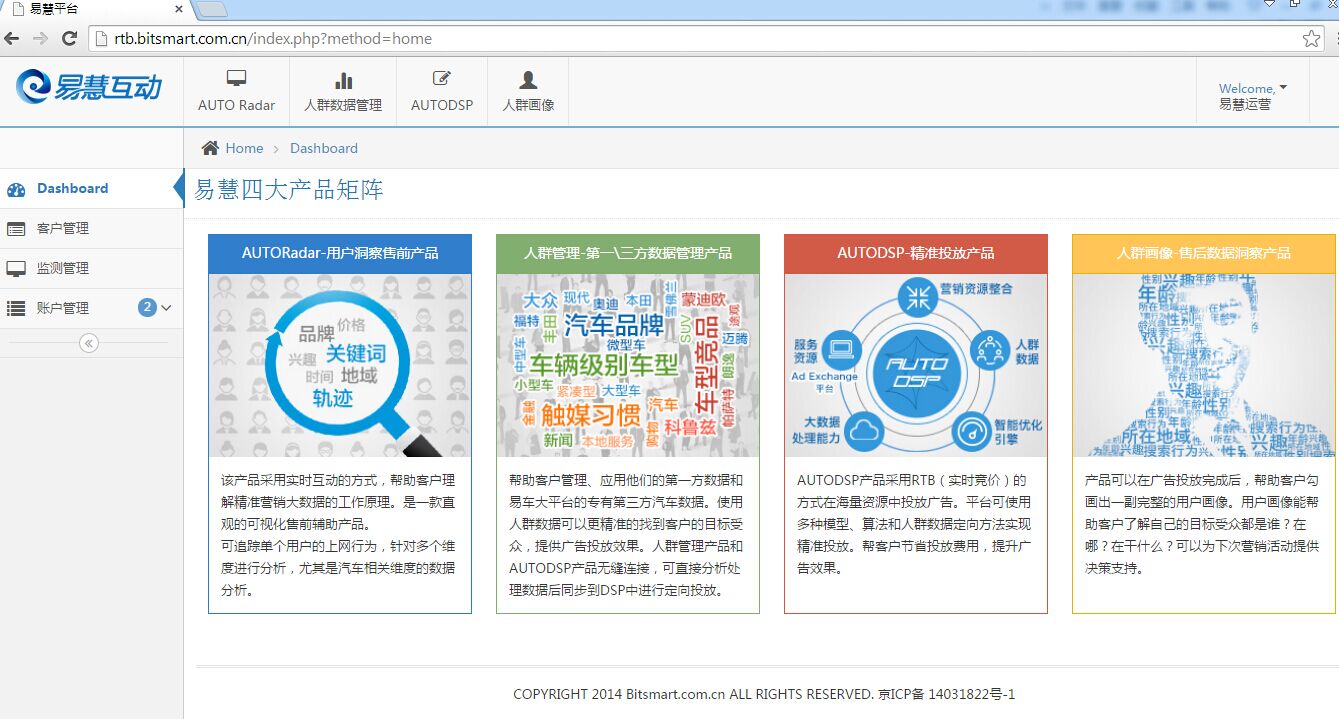 易慧平台
rtb.bitsmart.com.cn/index.php?method=home
易慧互动
AUTO Radar
人群数据管理
AUTODSP
人群画像
Welcome,
易慧运营
Home
Dashboard
Dashboard
客户管理
监测管理
账户管理
2
易慧四大产品矩阵
AUTORadar-用户洞察售前产品
品牌 价格
兴趣 关键词
时间 地域
轨迹
该产品采用实时互动的方式，帮助客户理
解精准营销大数据的工作原理。是一款直
观的可视化售前辅助产品。
可追踪单个用户的上网行为，针对多个维
度进行分析，尤其是汽车相关维度的数据
分析。
人群管理-第一\三方数据管理产品
大众 现代 奥迪 本田 蒙迪欧
福特 丰田 汽车品牌 SUV 途观
中型车 微型车 迈腾
车辆级别车型 车型竞品 朗逸
小型车 紧凑型 大型车 帕萨特
金融 触媒习惯 汽车
新闻 本地服务 购物 科鲁兹
帮助客户管理、应用他们的第一方数据和
易车大平台的专有第三方汽车数据。使用
人群数据可以更精准的找到客户的目标受
众，提供广告投放效果。人群管理产品和
AUTODSP产品无缝连接，可直接分析处
理数据后同步到DSP中进行定向投放。
AUTODSP-精准投放产品
营销资源整合
服务
资源
人群
数据
Ad Exchange
平台
AUTO
DSP
大数据
处理能力
智能优化
引擎
AUTODSP产品采用RTB（实时竞价）的
方式在海量资源中投放广告。平台可使用
多种模型、算法和人群数据定向方法实现
精准投放。帮客户节省投放费用，提升广
告效果。
人群画像-售后数据洞察产品
性别
年龄
兴趣
搜索行为
所在地域
产品可以在广告投放完成后，帮助客户勾
画出一副完整的用户画像。用户画像能帮
助客户了解自己的目标受众都是谁？在
哪？在干什么？可以为下次营销活动提供
决策支持。
COPYRIGHT 2014 Bitsmart.com.cn ALL RIGHTS RESERVED. 京ICP备 14031822号-1